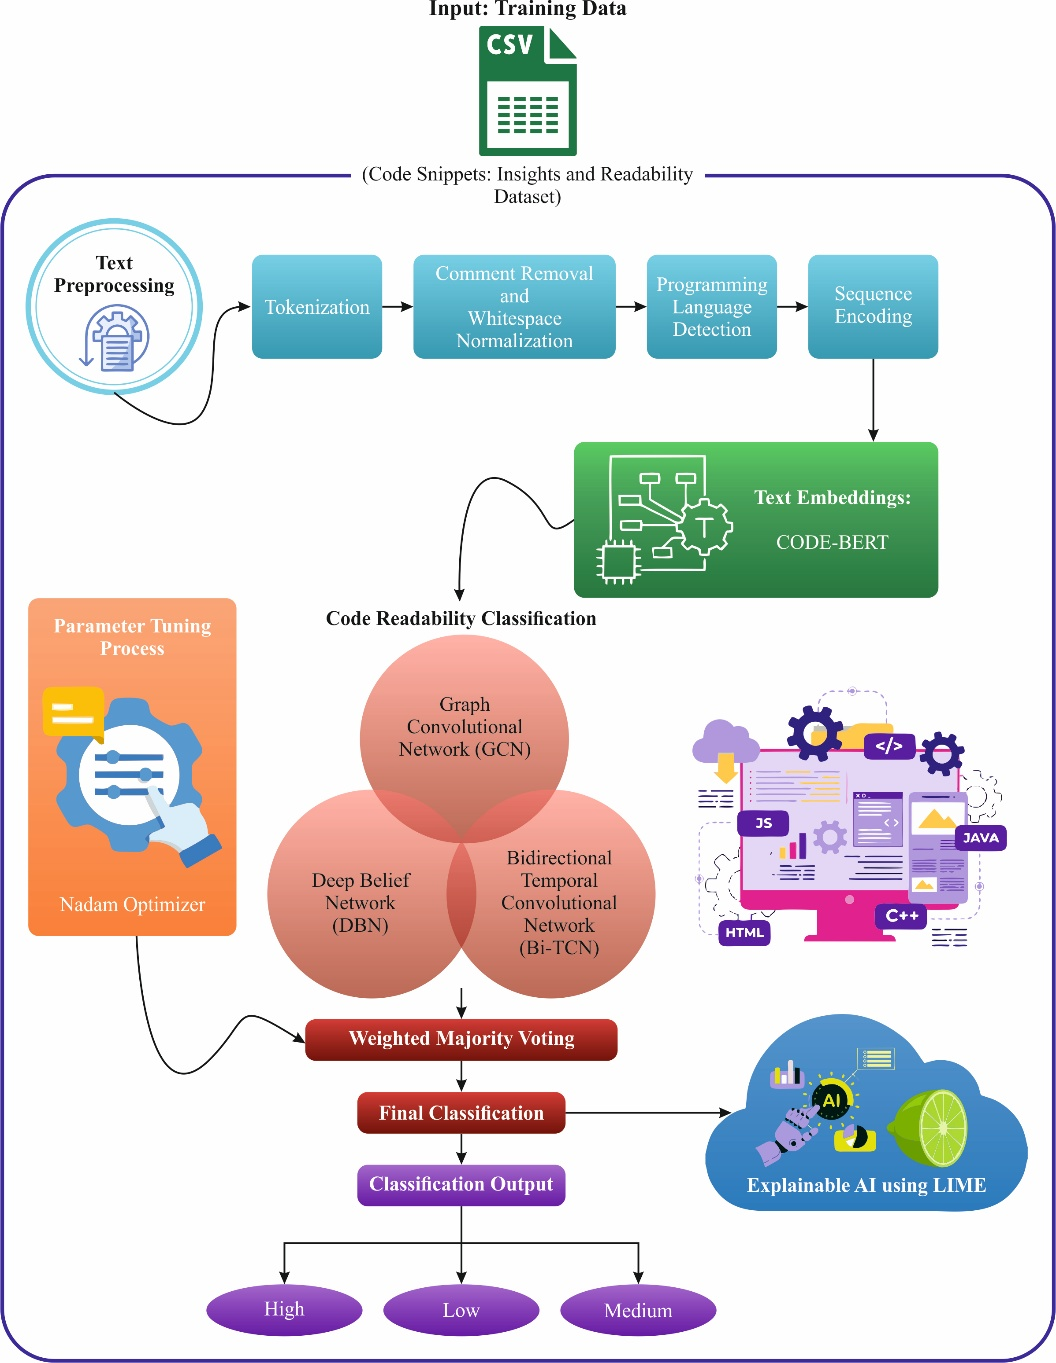 Input: Training Data
CSV
(Code Snippets: Insights and Readability
Dataset)
Text
Preprocessing
Tokenization
Comment Removal
and
Whitespace
Normalization
Programming
Language
Detection
Sequence
Encoding
T
Text Embeddings:
CODE-BERT
Code Readability Classification
Parameter Tuning
Process
Nadam Optimizer
Graph
Convolutional
Network (GCN)
Deep Belief
Network
(DBN)
Bidirectional
Temporal
Convolutional
Network
(Bi-TCN)
</>
JS
< >
JAVA
C++
HTML
Weighted Majority Voting
Final Classification
Classification Output
AI
Explainable AI using LIME
High
Low
Medium